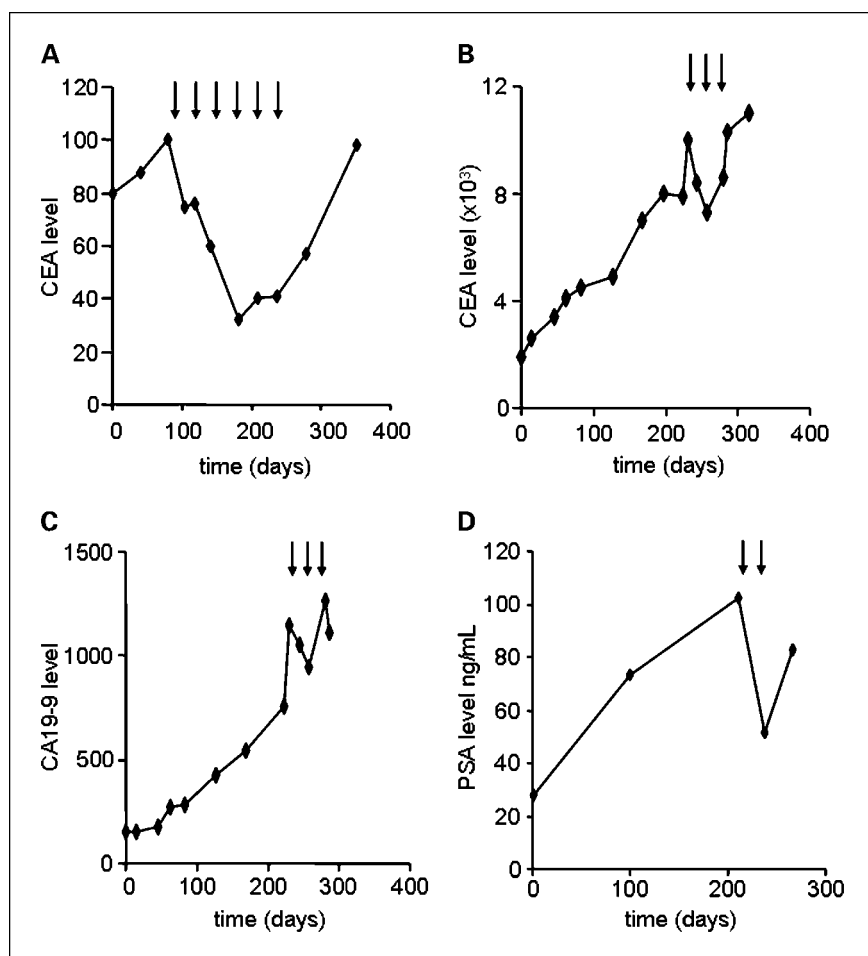 A
120
100
80
60
40
20
0
CEA level
0 100 200 300 400
time (days)
B
12
8
4
0
CEA level (x10³)
0 100 200 300 400
time (days)
C
1500
1000
500
0
CA19-9 level
0 100 200 300 400
time (days)
D
120
100
80
60
40
20
0
PSA level ng/mL
0 100 200 300
time (days)